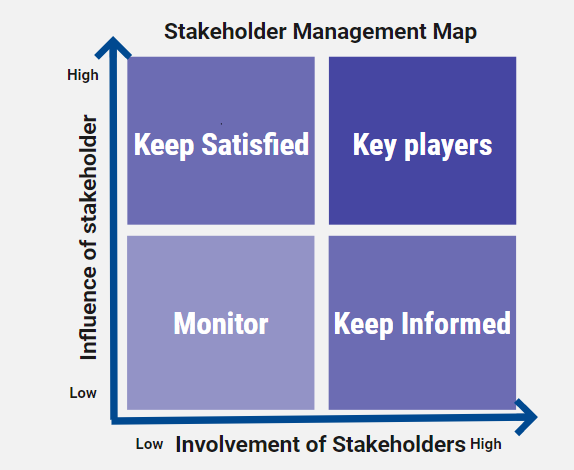 Stakeholder Management Map
High
Keep Satisfied
Key players
Influence of stakeholder
Monitor
Keep Informed
Low
Low Involvement of Stakeholders High